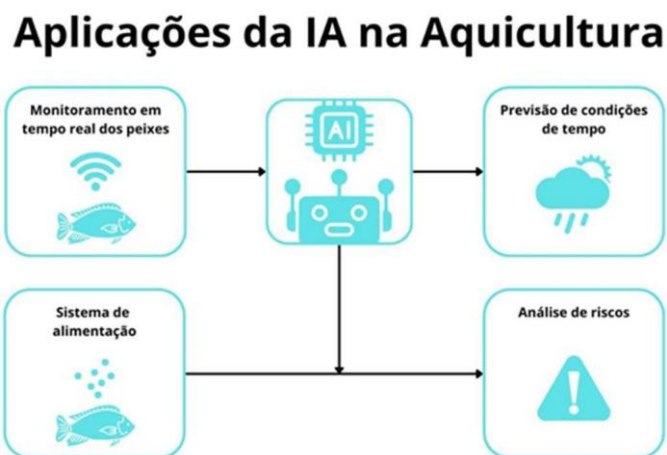 Aplicações da IA na Aquicultura
Monitoramento em
tempo real dos peixes
AI
Previsão de condições
de tempo
Sistema de
alimentação
Análise de riscos